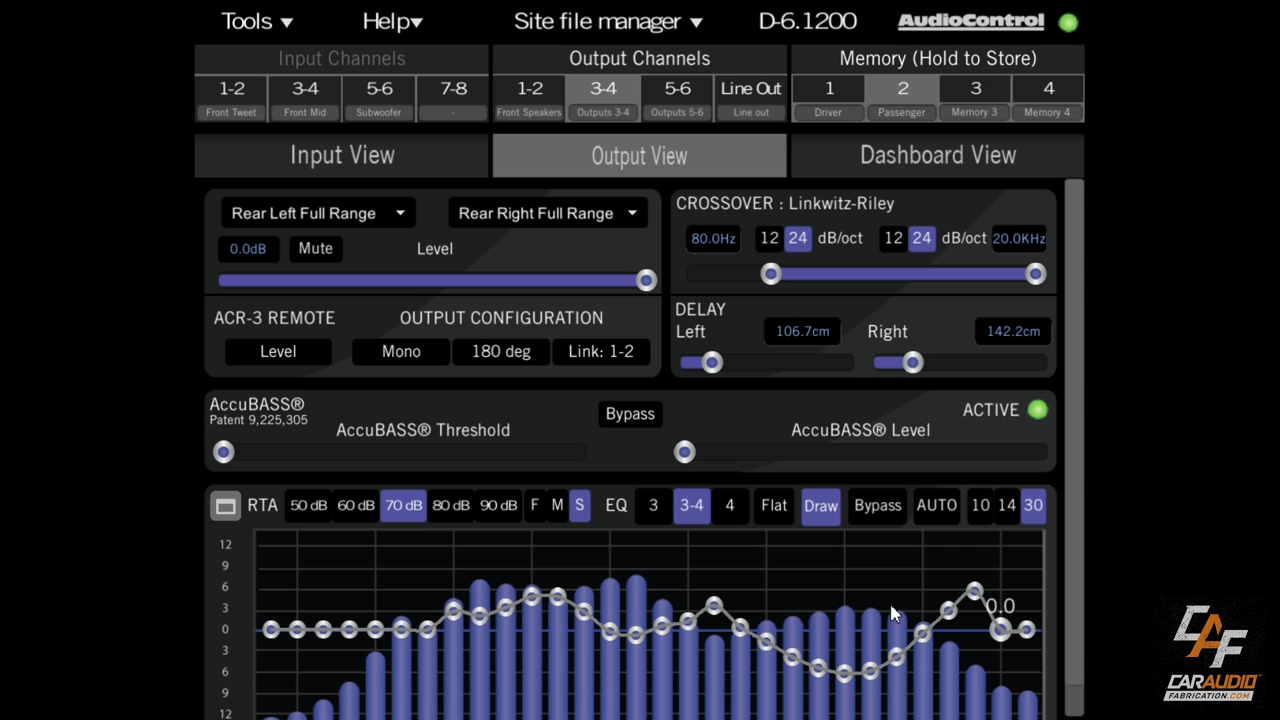 Tools ▼ Help▼ Site file manager ▼ D-6.1200 AudioControl
Input Channels Output Channels Memory (Hold to Store)
1-2 3-4 5-6 7-8 1-2 3-4 5-6 Line Out 1 2 3 4
Front Tweet Front Mid Subwoofer - Front Speakers Outputs 3-4 Outputs 5-6 Line out Driver Passenger Memory 3 Memory 4
Input View Output View Dashboard View
Rear Left Full Range Rear Right Full Range
0.0dB Mute Level
CROSSOVER : Linkwitz-Riley
80.0Hz 12 24 dB/oct 12 24 dB/oct 20.0KHz
ACR-3 REMOTE OUTPUT CONFIGURATION
Level Mono 180 deg Link: 1-2
DELAY
Left 106.7cm Right 142.2cm
AccuBASS®
Patent 9,225,305
AccuBASS® Threshold Bypass AccuBASS® Level ACTIVE
RTA 50 dB 60 dB 70 dB 80 dB 90 dB F M S EQ 3 3-4 4 Flat Draw Bypass AUTO 10 14 30
12
9
6
3
0
3
6
9
12
0.0
CAF
CARAUDIO
FABRICATION.COM